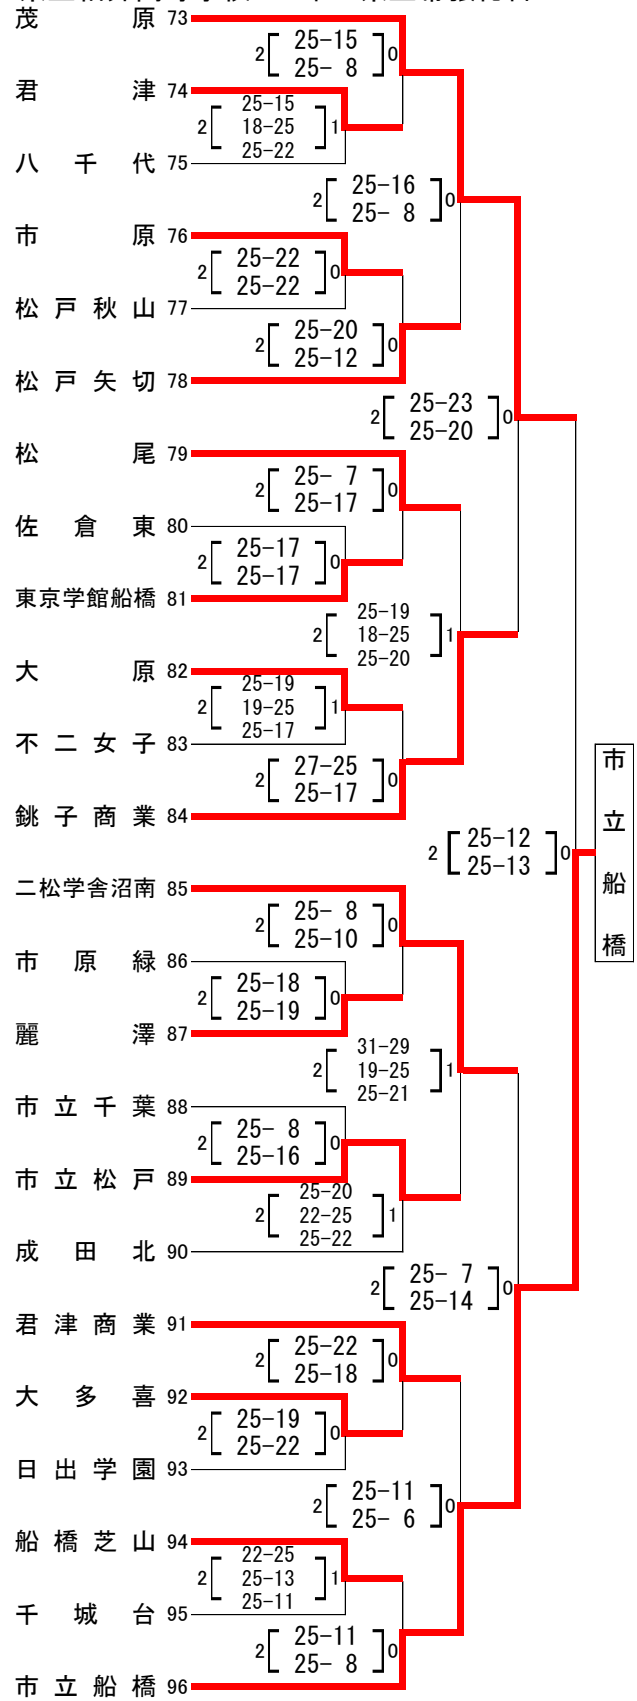 茂原 73
2 25-15 0
25- 8
君津 74
25-15
2 18-25 1
25-22
八千代 75
2 25-16 0
25- 8
市原 76
2 25-22 0
25-22
松戸秋山 77
2 25-20 0
25-12
松戸矢切 78
2 25-23 0
25-20
松尾 79
2 25- 7 0
25-17
佐倉東 80
2 25-17 0
25-17
東京学館船橋 81
25-19
2 18-25 1
25-20
大原 82
25-19
2 19-25 1
25-17
不二女子 83
2 27-25 0
25-17
銚子商業 84
2 25-12 0
25-13
市立船橋
二松学舎沼南 85
2 25- 8 0
25-10
市原緑 86
2 25-18 0
25-19
麗澤 87
31-29
2 19-25 1
25-21
市立千葉 88
2 25- 8 0
25-16
市立松戸 89
25-20
2 22-25 1
25-22
成田北 90
2 25- 7 0
25-14
君津商業 91
2 25-22 0
25-18
大多喜 92
2 25-19 0
25-22
日出学園 93
2 25-11 0
25- 6
船橋芝山 94
22-25
2 25-13 1
25-11
千城台 95
2 25-11 0
25- 8
市立船橋 96